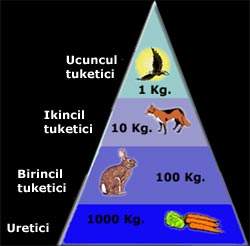 Ucuncul
tuketici
1 Kg.
Ikincil
tuketici
10 Kg.
Birincil
tuketici
100 Kg.
Uretici
1000 Kg.